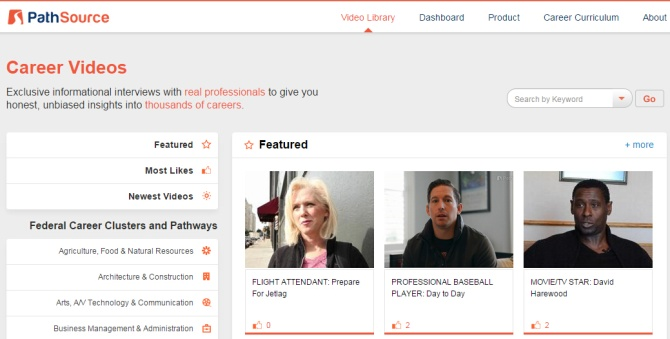 PathSource
Video Library
Dashboard
Product
Career Curriculum
About
Career Videos
Exclusive informational interviews with real professionals to give you
honest, unbiased insights into thousands of careers.
Search by Keyword
Go
Featured
Most Likes
Newest Videos
Federal Career Clusters and Pathways
Agriculture, Food & Natural Resources
Architecture & Construction
Arts, A/V Technology & Communication
Business Management & Administration
Featured
+ more
FLIGHT ATTENDANT: Prepare
For Jetlag
0
PROFESSIONAL BASEBALL
PLAYER: Day to Day
2
MOVIE/TV STAR: David
Harewood
2